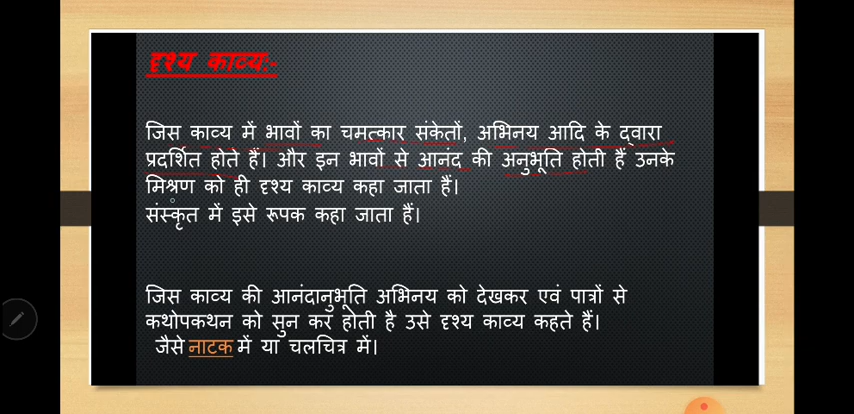 दृश्य काव्य:-
जिस काव्य में भावों का चमत्कार संकेतों, अभिनय आदि के द्वारा
प्रदर्शित होते हैं। और इन भावों से आनंद की अनुभूति होती हैं उनके
मिश्रण को ही दृश्य काव्य कहा जाता हैं।
संस्कृत में इसे रूपक कहा जाता हैं।
जिस काव्य की आनंदानुभूति अभिनय को देखकर एवं पात्रों से
कथोपकथन को सुन कर होती है उसे दृश्य काव्य कहते हैं।
जैसे नाटक में या चलचित्र में।